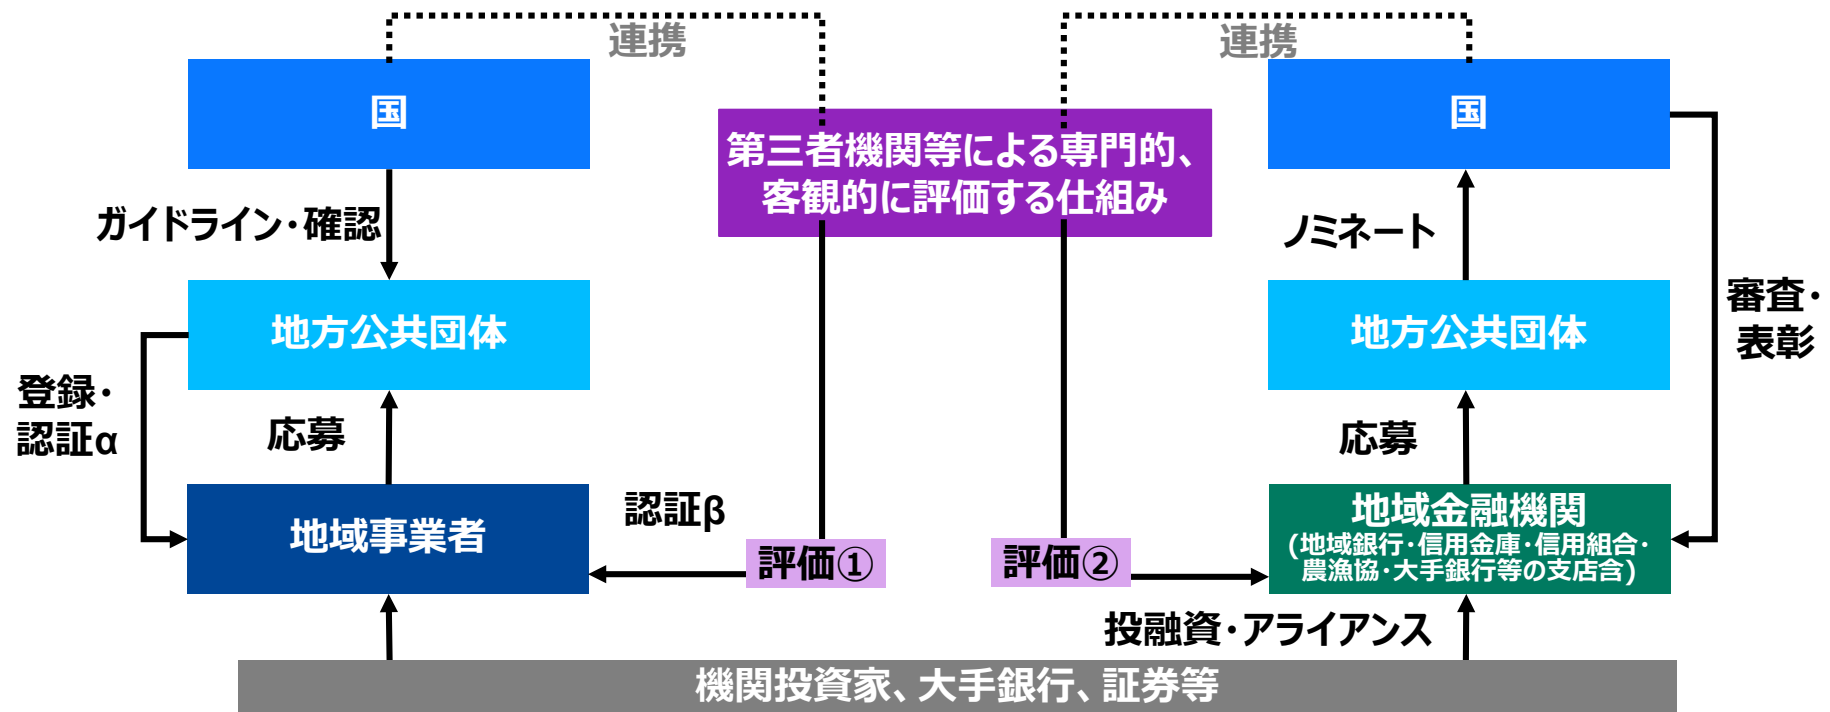 連携
連携
国
国
第三者機関等による専門的、
客観的に評価する仕組み
ガイドライン・確認
ノミネート
地方公共団体
地方公共団体
審査・
表彰
登録・
認証α
応募
応募
認証β
地域事業者
評価①
評価②
地域金融機関
(地域銀行・信用金庫・信用組合・
農漁協・大手銀行等の支店含)
投融資・アライアンス
機関投資家、大手銀行、証券等